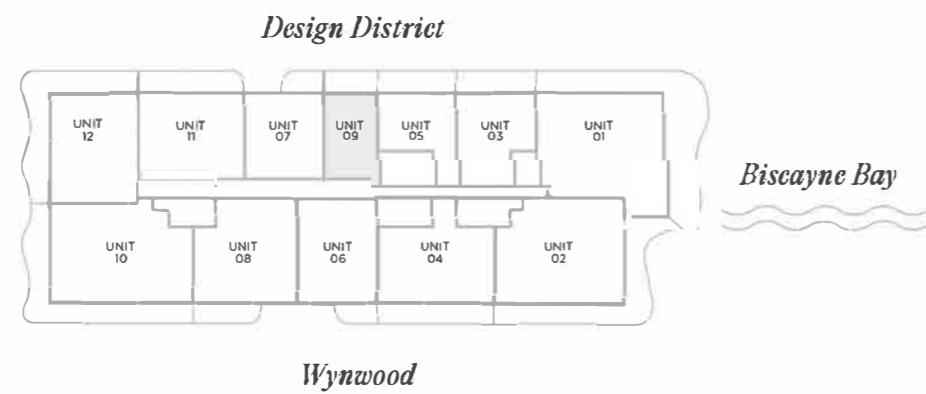 Design District
UNIT
12
UNIT
11
UNIT
07
UNIT
09
UNIT
05
UNIT
03
UNIT
01
Biscayne Bay
UNIT
10
UNIT
08
UNIT
06
UNIT
04
UNIT
02
Wynwood